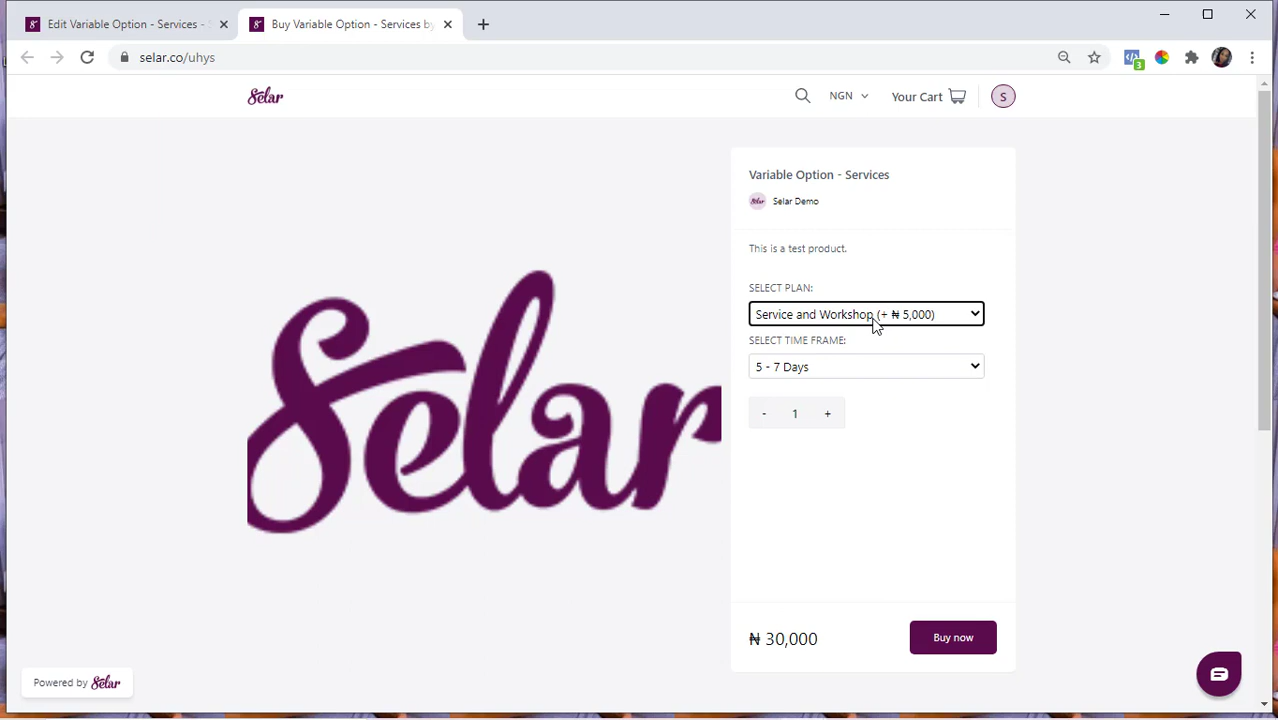 Edit Variable Option - Services -
Buy Variable Option - Services by
selar.co/uhys
3
Selar
NGN
Your Cart
S
Variable Option - Services
Selar
Selar Demo
This is a test product.
SELECT PLAN:
Service and Workshop (+ ₦ 5,000)
SELECT TIME FRAME:
5 - 7 Days
- 1 +
Selar
₦ 30,000
Buy now
Powered by Selar